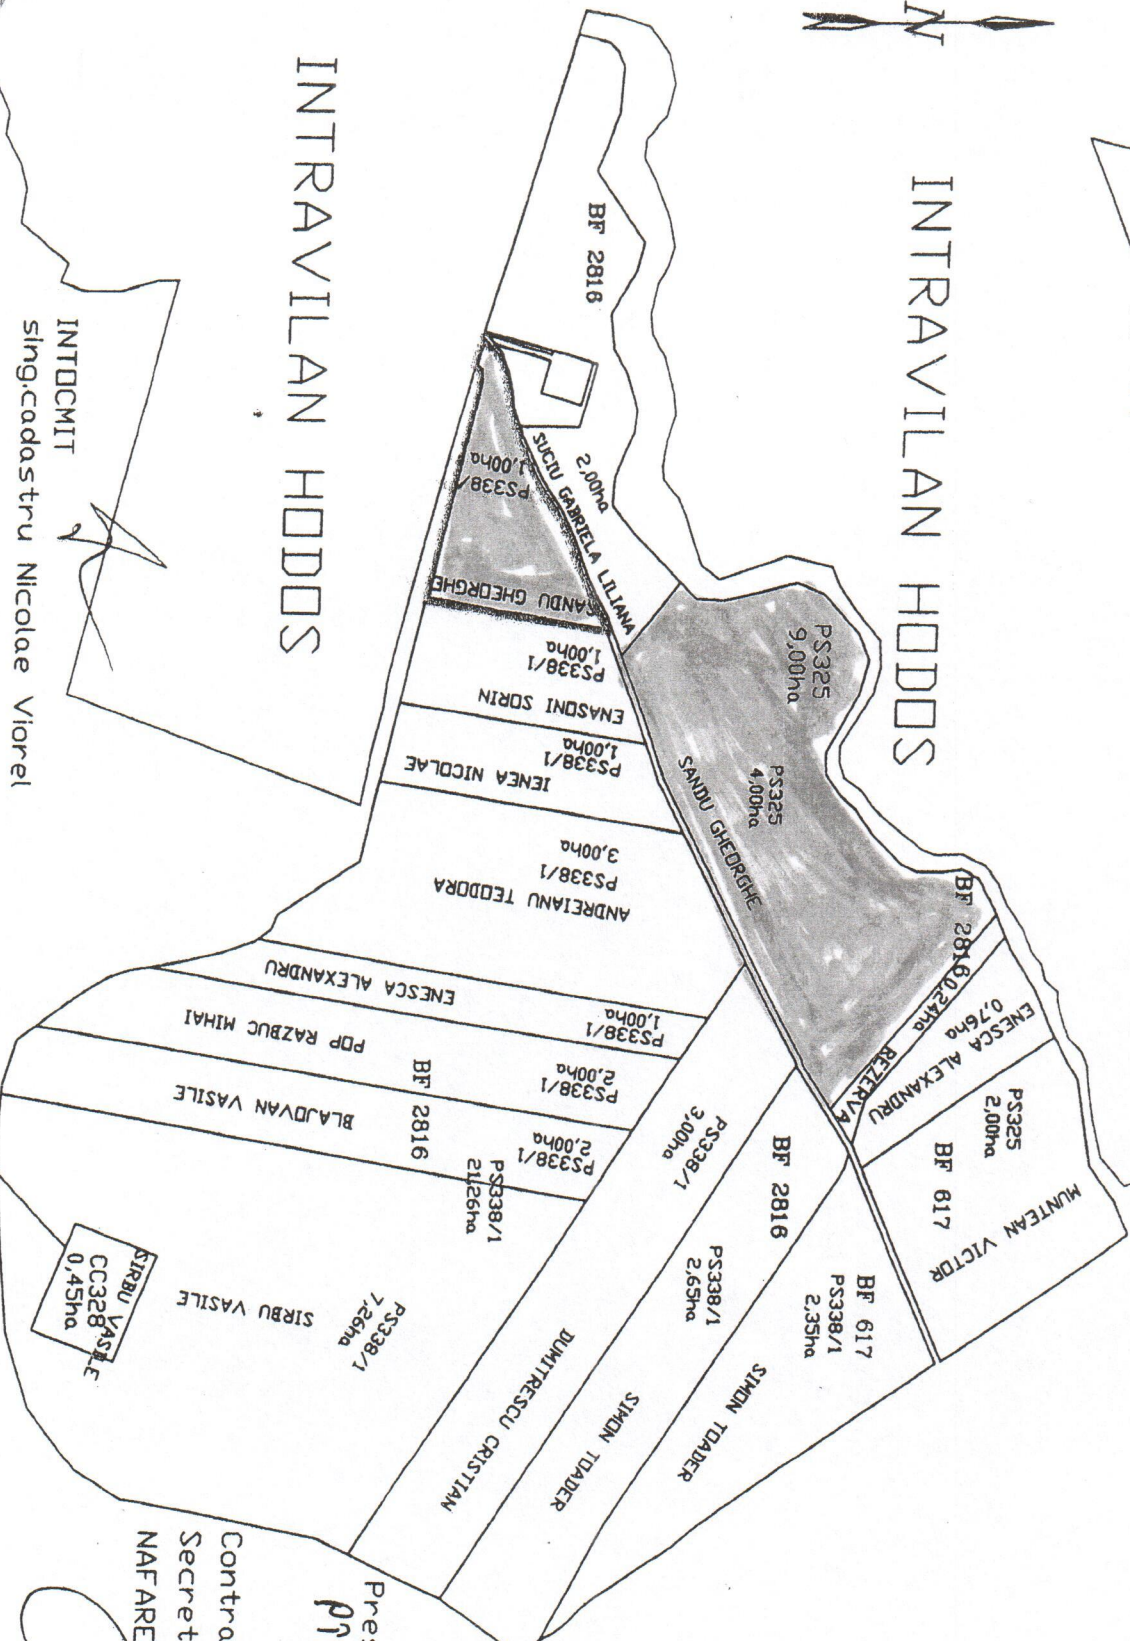 N
INTRAVILAN HODOS
INTRAVILAN HODOS
BF 2816
2,00ha
SUCIU GABRIELA LILIANA
PS338/
1,00ha
SANDU GHEORGHE
PS325
9,00ha
PS325
4,00ha
SANDU GHEORGHE
BF 2816
0,24ha
REZERVA
ENESCA ALEXANDRU
0,76ha
PS325
2,00ha
BF 617
MUNTEAN VICTOR
PS338/1
1,00ha
ENASONI SORIN
PS338/1
1,00ha
IENEA NICOLAE
PS338/1
3,00ha
ANDREIANU TEODORA
PS338/1
1,00ha
ENESCA ALEXANDRU
PS338/1
2,00ha
POP RAZBUC MIHAI
BF 2816
PS338/1
2,00ha
BLAJOVAN VASILE
PS338/1
21,26ha
PS338/1
7,26ha
SIRBU VASILE
SIRBU VASILE
CC328
0,45ha
PS338/1
3,00ha
DUMITRESCU CRISTIAN
BF 2816
PS338/1
2,65ha
SIMON TOADER
BF 617
PS338/1
2,35ha
SIMON TOADER
INTOCMIT
sing.cadastru Nicolae Viorel
Pres
Contra
Secret
NAFARE